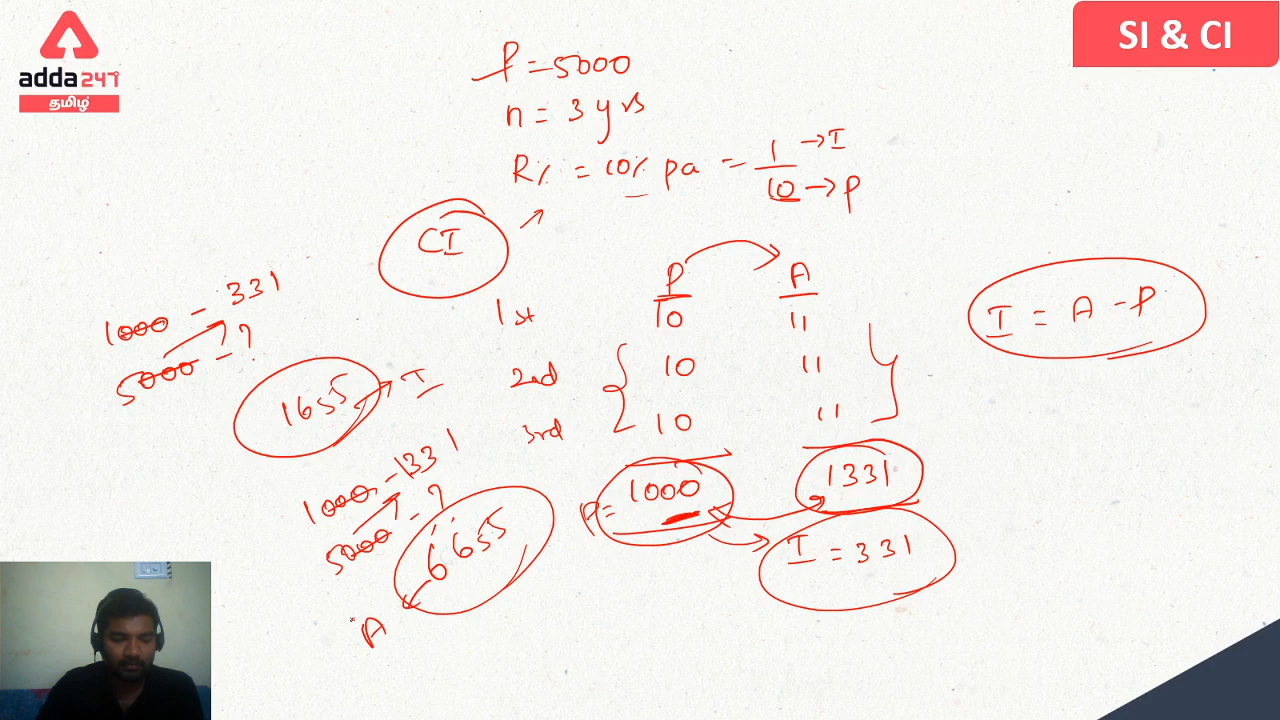 SI & CI
adda247
தமிழ்
P = 5000
n = 3 yrs
R% = 10% pa = 1/10
→ I
→ P
CI
P A
1st 10 11
2nd 10 11
3rd 10 11
P = 1000 1331
I = 331
I = A - P
1000 - 331
5000 - ?
1655 → I
1000 - 1331
5000 - ?
6655
A